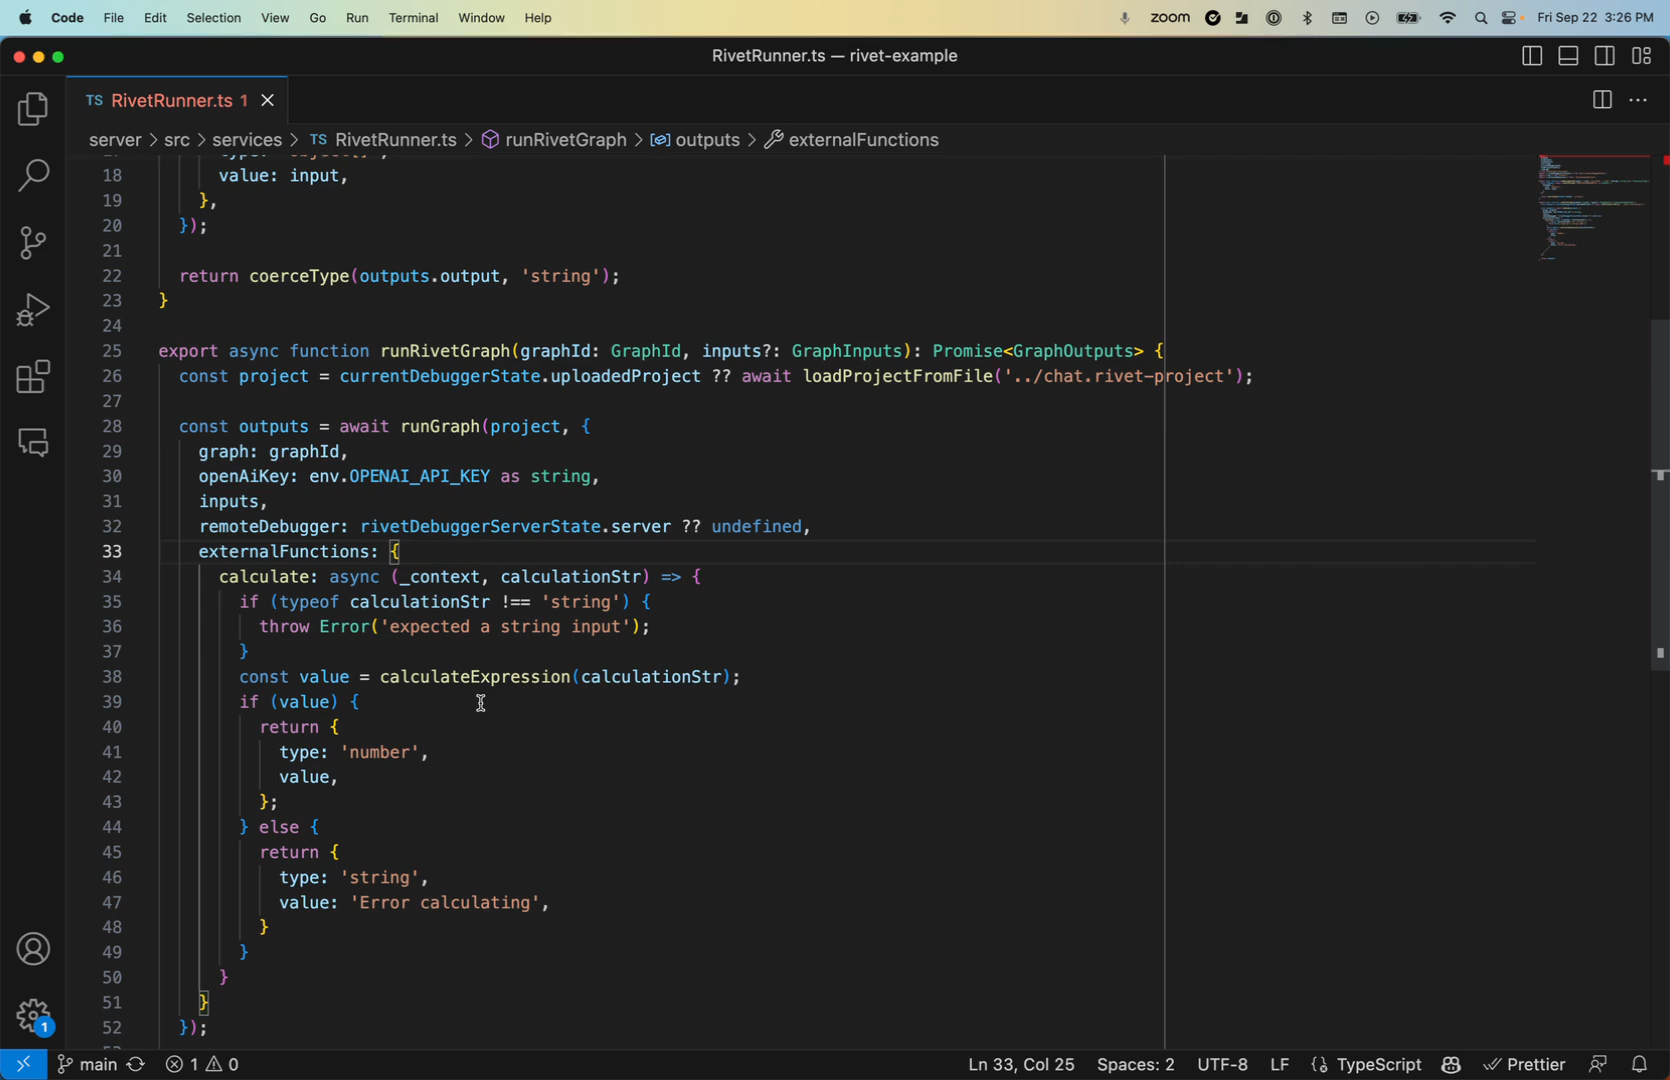 Code File Edit Selection View Go Run Terminal Window Help zoom Fri Sep 22 3:26 PM
RivetRunner.ts — rivet-example
TS RivetRunner.ts 1
server > src > services > TS RivetRunner.ts > runRivetGraph > outputs > externalFunctions
18 value: input,
19 },
20 });
21
22 return coerceType(outputs.output, 'string');
23 }
24
25 export async function runRivetGraph(graphId: GraphId, inputs?: GraphInputs): Promise<GraphOutputs> {
26 const project = currentDebuggerState.uploadedProject ?? await loadProjectFromFile('../chat.rivet-project');
27
28 const outputs = await runGraph(project, {
29 graph: graphId,
30 openAiKey: env.OPENAI_API_KEY as string,
31 inputs,
32 remoteDebugger: rivetDebuggerServerState.server ?? undefined,
33 externalFunctions: {
34 calculate: async (_context, calculationStr) => {
35 if (typeof calculationStr !== 'string') {
36 throw Error('expected a string input');
37 }
38 const value = calculateExpression(calculationStr);
39 if (value) {
40 return {
41 type: 'number',
42 value,
43 };
44 } else {
45 return {
46 type: 'string',
47 value: 'Error calculating',
48 }
49 }
50 }
51 }
52 });
1
main 1 0 Ln 33, Col 25 Spaces: 2 UTF-8 LF {} TypeScript Prettier